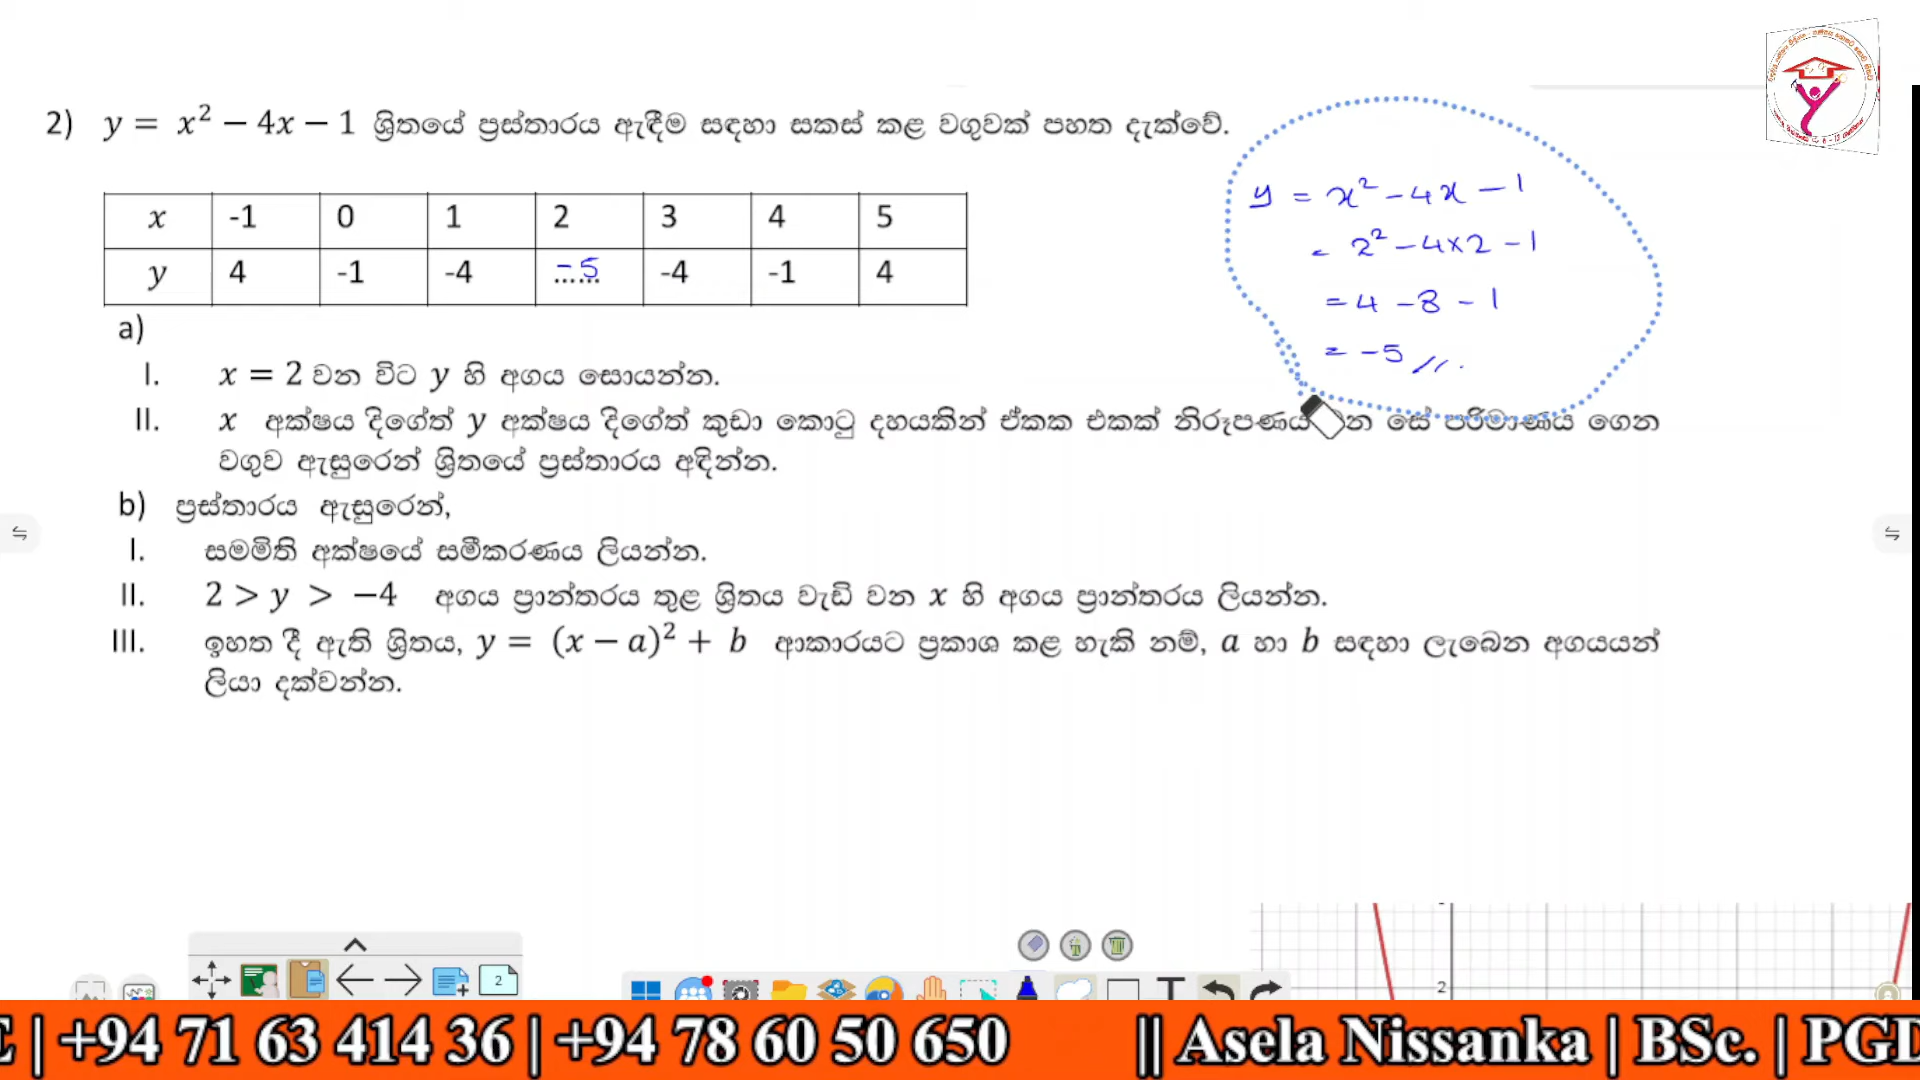 2) y = x² − 4x − 1 ශ්‍රිතයේ ප්‍රස්තාරය ඇඳීම සඳහා සකස් කළ වගුවක් පහත දැක්වේ.
x -1 0 1 2 3 4 5
y 4 -1 -4 ...... -5 -4 -1 4
y = x² − 4x − 1
= 2² − 4×2 − 1
= 4 − 8 − 1
= −5 //.
a)
I. x = 2 වන විට y හි අගය සොයන්න.
II. x අක්ෂය දිගේත් y අක්ෂය දිගේත් කුඩා කොටු දහයකින් ඒකක එකක් නිරූපණය වන සේ පරිමාණය ගෙන
වගුව ඇසුරෙන් ශ්‍රිතයේ ප්‍රස්තාරය අඳින්න.
b) ප්‍රස්තාරය ඇසුරෙන්,
I. සමමිති අක්ෂයේ සමීකරණය ලියන්න.
II. 2 > y > −4 අගය ප්‍රාන්තරය තුළ ශ්‍රිතය වැඩි වන x හි අගය ප්‍රාන්තරය ලියන්න.
III. ඉහත දී ඇති ශ්‍රිතය, y = (x − a)² + b ආකාරයට ප්‍රකාශ කළ හැකි නම්, a හා b සඳහා ලැබෙන අගයයන්
ලියා දක්වන්න.
2
2
E | +94 71 63 414 36 | +94 78 60 50 650 || Asela Nissanka | BSc. | PGD